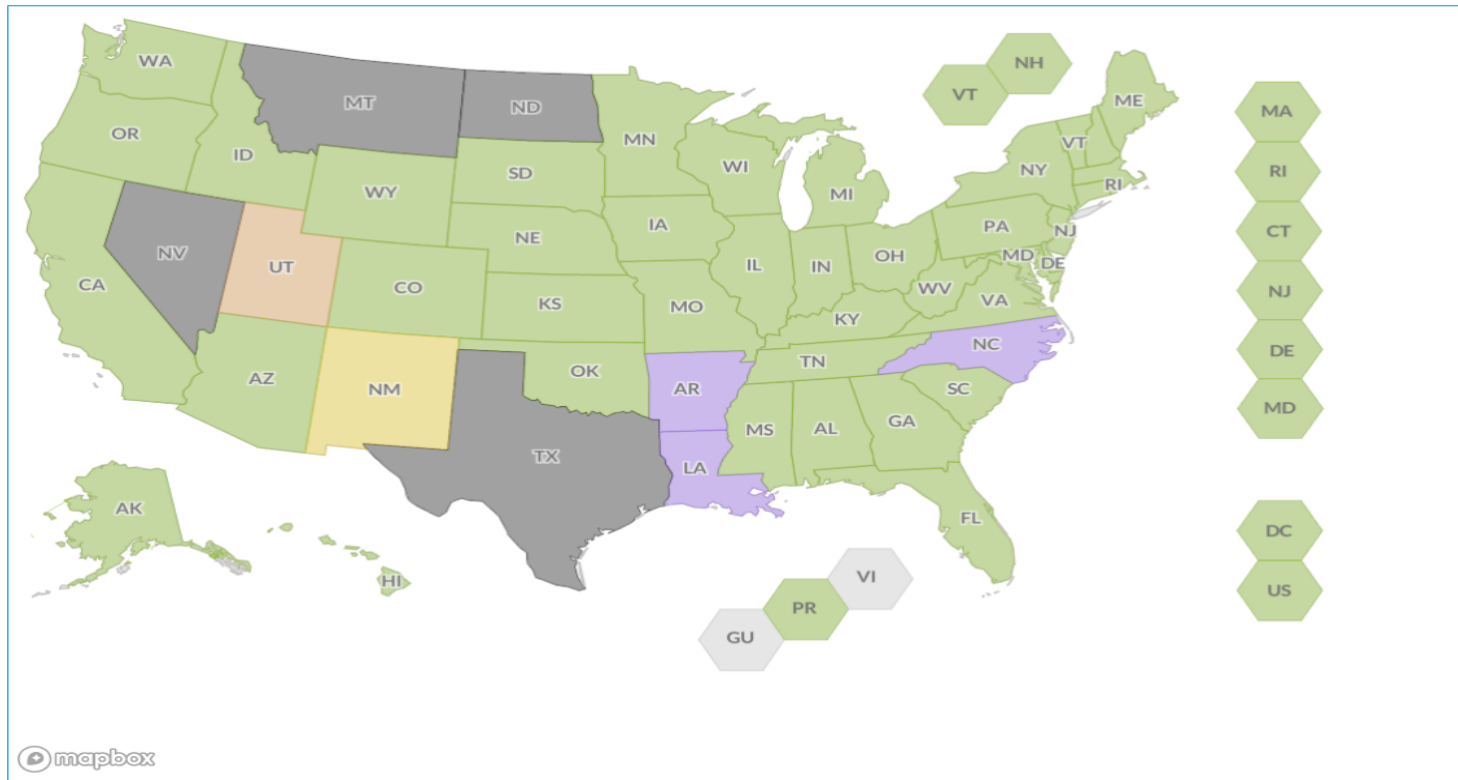 WA
MT
ND
OR
ID
MN
WI
SD
WY
MI
NH
VT
ME
VT
NY
RI
MA
RI
CT
NJ
DE
MD
NV
UT
CA
CO
NE
IA
KS
MO
IL
IN
OH
PA
NJ
MD
DE
WV
VA
KY
NC
TN
AZ
NM
OK
AR
SC
MS
AL
GA
TX
LA
FL
AK
HI
DC
US
VI
PR
GU
mapbox